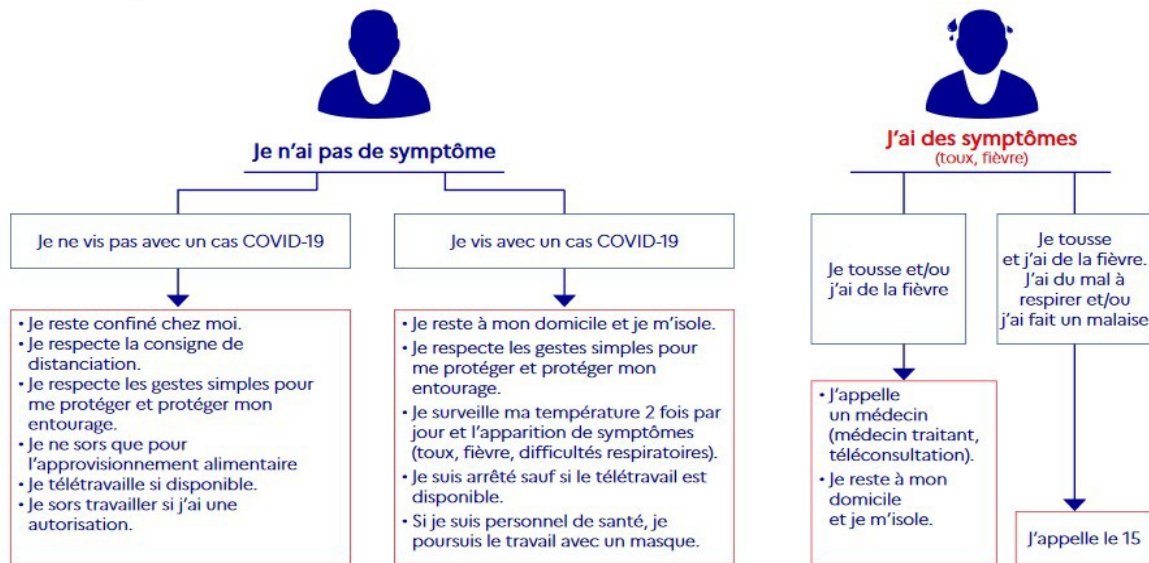 Je n'ai pas de symptôme
Je ne vis pas avec un cas COVID-19
• Je reste confiné chez moi.
• Je respecte la consigne de
distanciation.
• Je respecte les gestes simples pour
me protéger et protéger mon
entourage.
• Je ne sors que pour
l'approvisionnement alimentaire
• Je télétravaille si disponible.
• Je sors travailler si j'ai une
autorisation.
Je vis avec un cas COVID-19
• Je reste à mon domicile et je m'isole.
• Je respecte les gestes simples pour
me protéger et protéger mon
entourage.
• Je surveille ma température 2 fois par
jour et l'apparition de symptômes
(toux, fièvre, difficultés respiratoires).
• Je suis arrêté sauf si le télétravail est
disponible.
• Si je suis personnel de santé, je
poursuis le travail avec un masque.
J'ai des symptômes
(toux, fièvre)
Je tousse et/ou
j'ai de la fièvre
• J'appelle
un médecin
(médecin traitant,
téléconsultation).
• Je reste à mon
domicile
et je m'isole.
Je tousse
et j'ai de la fièvre.
J'ai du mal à
respirer et/ou
j'ai fait un malaise
J'appelle le 15